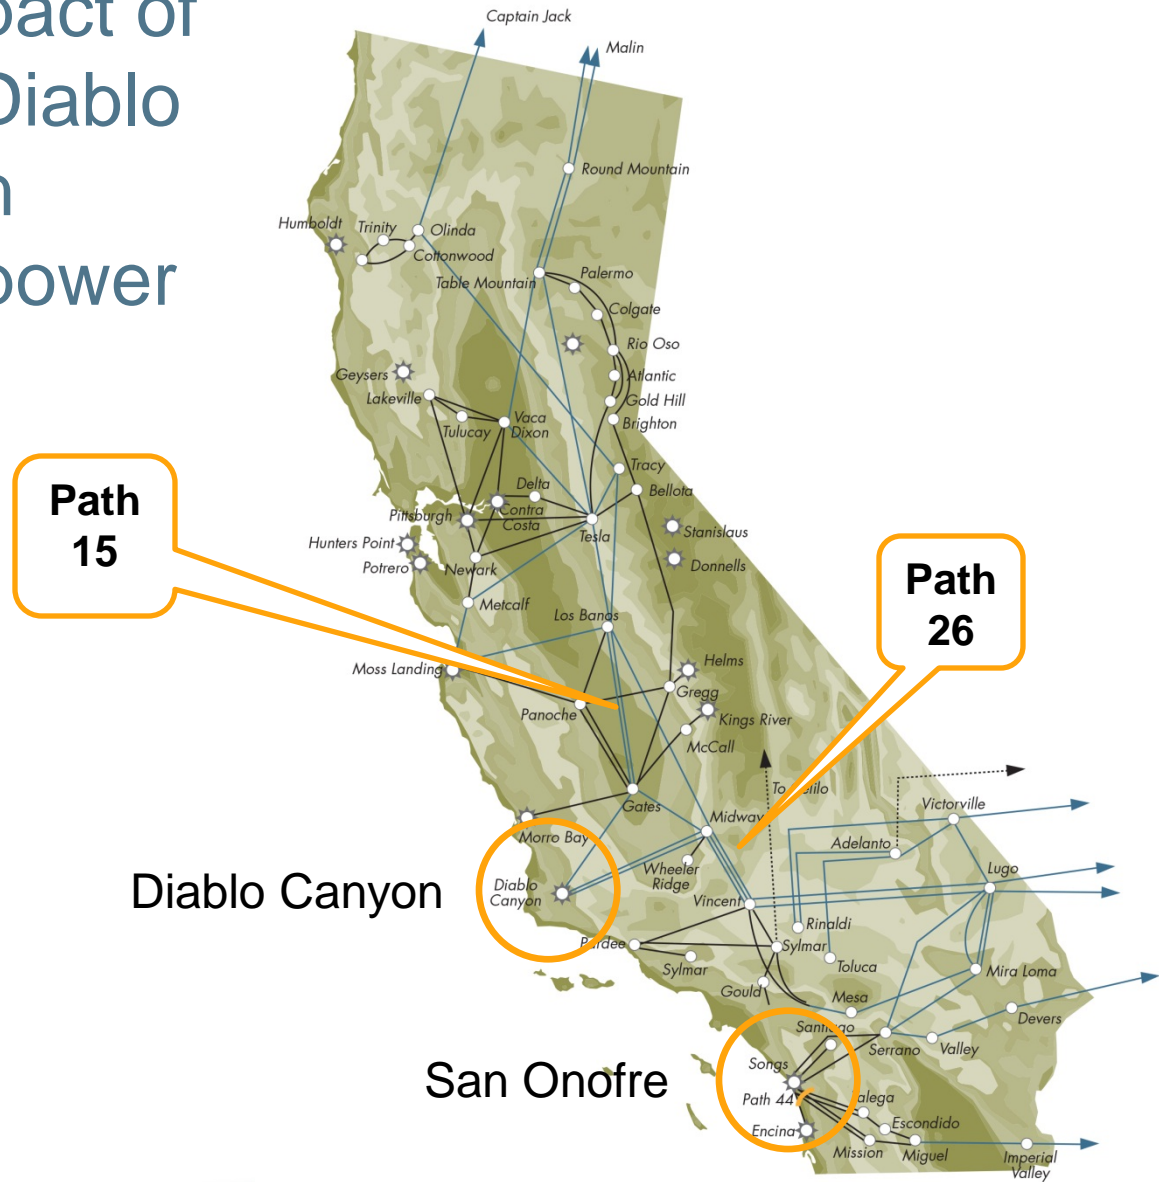 pact of
Diablo
n
power
Captain Jack
Malin
Round Mountain
Humboldt
Trinity
Olinda
Cottonwood
Table Mountain
Palermo
Colgate
Rio Oso
Geysers
Atlantic
Lakeville
Gold Hill
Tulucay
Vaca
Dixon
Brighton
Tracy
Path
15
Delta
Bellota
Pittsburgh
Contra
Costa
Tesla
Stanislaus
Hunters Point
Potrero
Newark
Donnells
Path
26
Metcalf
Los Banos
Moss Landing
Helms
Gregg
Panoche
Kings River
McCall
Gates
Midway
Victorville
Morro Bay
Adelanto
Wheeler
Ridge
Lugo
Diablo Canyon
Diablo
Canyon
Vincent
Rinaldi
Pardee
Sylmar
Sylmar
Toluca
Mira Loma
Gould
Mesa
Devers
Santiago
Serrano
Valley
San Onofre
Songs
Path 44
Encina
Escondido
Mission
Miguel
Imperial
Valley